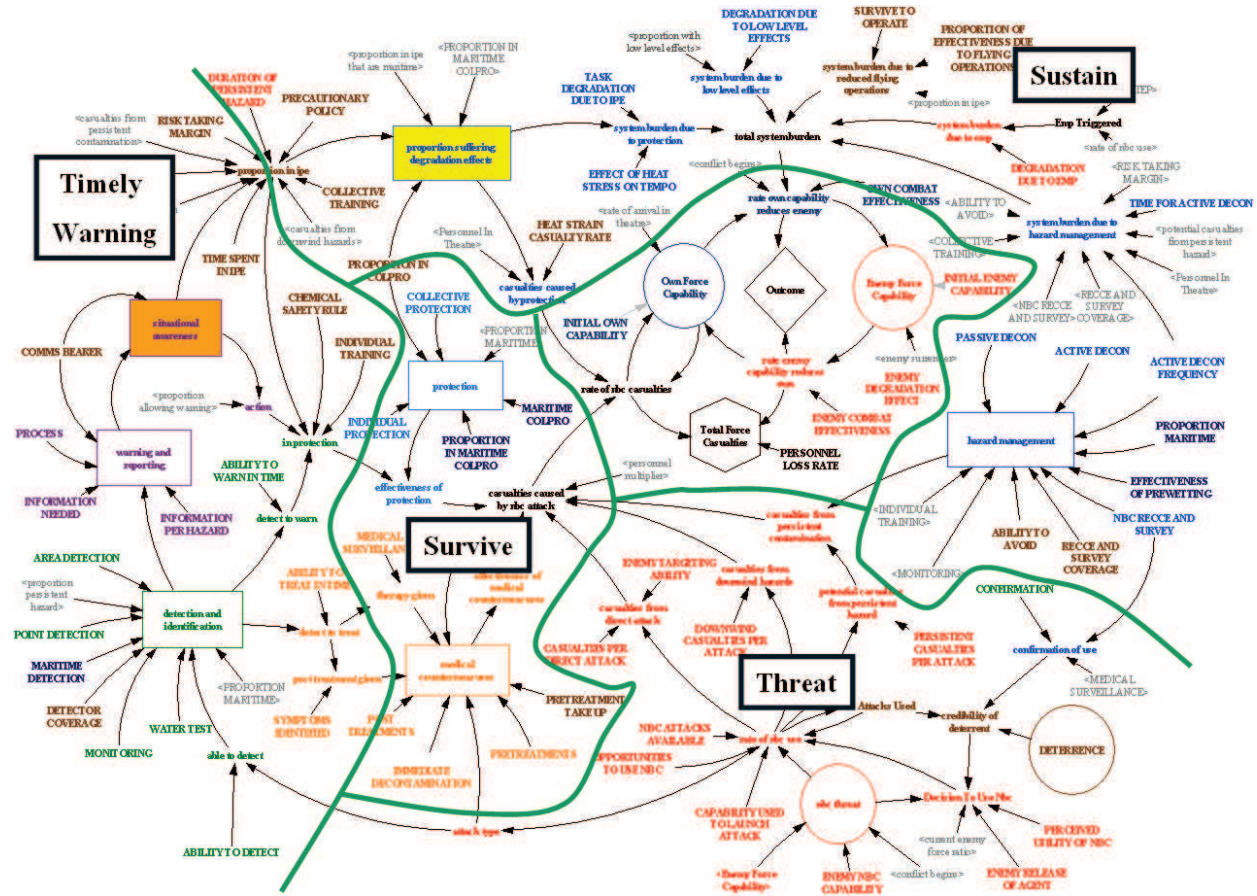 DEGRADATION DUE
TO LOW LEVEL
EFFECTS
SURVIVE TO
OPERATE
<proportion with
low level effects>
PROPORTION OF
EFFECTIVENESS DUE
TO FLYING
OPERATIONS
<proportion in ipe
that are maritime>
<PROPORTION IN
MARITIME
COLPRO>
DURATION OF
PERSISTENT
HAZARD
PRECAUTIONARY
POLICY
RISK TAKING
MARGIN
<casualties from
persistent
contamination>
TASK
DEGRADATION
DUE TO IPE
system burden due to
low level effects
system burden due to
reduced flying
operations
Sustain
<proportion in ipe>
proportion suffering
degradation effects
system burden due
to protection
total system burden
system burden
due to emp
Emp Triggered
<rate of nbc use>
Timely
Warning
proportion in ipe
COLLECTIVE
TRAINING
EFFECT OF HEAT
STRESS ON TEMPO
<conflict begins>
DEGRADATION
<RISK TAKING
MARGIN>
rate own capability
reduces enemy
OWN COMBAT
EFFECTIVENESS
<ABILITY TO
AVOID>
TIME FOR ACTIVE DECON
<casualties from
downwind hazards>
<rate of arrival in
theatre>
system burden due to
hazard management
<potential casualties
from persistent
hazard>
<Personnel In
Theatre>
HEAT STRAIN
CASUALTY RATE
<COLLECTIVE
TRAINING>
TIME SPENT
IN IPE
PROPORTION IN
COLPRO
casualties caused
by protection
Own Force
Capability
Outcome
Enemy Force
Capability
INITIAL ENEMY
CAPABILITY
<Personnel In
Theatre>
CHEMICAL
SAFETY RULE
COLLECTIVE
PROTECTION
INITIAL OWN
CAPABILITY
<NBC RECCE
AND SURVEY>
<RECCE AND
SURVEY
COVERAGE>
situational
awareness
COMMS BEARER
INDIVIDUAL
TRAINING
<PROPORTION IN
MARITIME>
PASSIVE DECON
ACTIVE DECON
ACTIVE DECON
FREQUENCY
rate enemy
capability reduces
own
<enemy surrender>
ENEMY
DEGRADATION
EFFECT
protection
rate of nbc casualties
<proportion
allowing warning>
action
MARITIME
COLPRO
ENEMY COMBAT
EFFECTIVENESS
PROPORTION
MARITIME
PROCESS
INDIVIDUAL
PROTECTION
PROPORTION
IN MARITIME
COLPRO
Total Force
Casualties
PERSONNEL
LOSS RATE
hazard management
warning and
reporting
in protection
ABILITY TO
WARN IN TIME
<personnel
multiplier>
EFFECTIVENESS
OF PREWETTING
effectiveness of
protection
casualties caused
by nbc attack
INFORMATION
NEEDED
INFORMATION
PER HAZARD
detect to warn
casualties from
persistent
contamination
<INDIVIDUAL
TRAINING>
NBC RECCE AND
SURVEY
ABILITY TO
AVOID
RECCE AND
SURVEY
COVERAGE
MEDICAL
Survive
AREA DETECTION
ABILITY TO
TREAT IN TIME
ENEMY TARGETING
ABILITY
casualties from
downwind hazards
<MONITORING>
CONFIRMATION
<proportion
persistent
hazard>
therapy given
potential casualties
from persistent
hazard
detection and
identification
casualties from
direct attack
POINT DETECTION
detect to treat
DOWNWIND
CASUALTIES PER
ATTACK
PERSISTENT
CASUALTIES
PER ATTACK
CASUALTIES PER
DIRECT ATTACK
confirmation of use
MARITIME
DETECTION
medical
countermeasures
<PROPORTION
MARITIME>
Threat
<MEDICAL
SURVEILLANCE>
DETECTOR
COVERAGE
PRETREATMENT
TAKE UP
Attacks Used
credibility of
deterrent
WATER TEST
SYMPTOMS
IDENTIFIED
POST
TREATMENTS
NBC ATTACKS
AVAILABLE
MONITORING
able to detect
PRETREATMENTS
OPPORTUNITIES
TO USE NBC
rate of nbc use
DETERRENCE
IMMEDIATE
DECONTAMINATION
nbc threat
Decision To Use Nbc
CAPABILITY USED
TO LAUNCH
ATTACK
attack type
PERCEIVED
UTILITY OF NBC
ABILITY TO DETECT
<current enemy
force ratio>
<Enemy Force
Capability>
ENEMY NBC
CAPABILITY
<conflict begins>
ENEMY RELEASE
OF AGENT